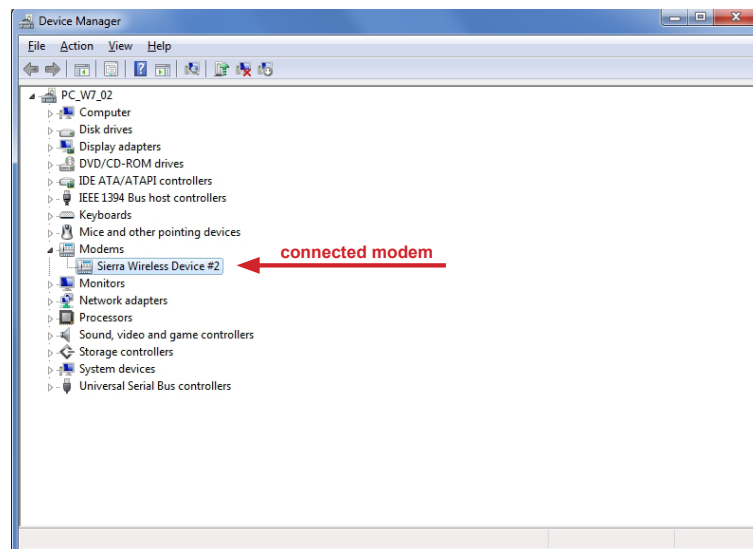 Device Manager
File Action View Help
PC_W7_02
Computer
Disk drives
Display adapters
DVD/CD-ROM drives
IDE ATA/ATAPI controllers
IEEE 1394 Bus host controllers
Keyboards
Mice and other pointing devices
Modems
Sierra Wireless Device #2
connected modem
Monitors
Network adapters
Processors
Sound, video and game controllers
Storage controllers
System devices
Universal Serial Bus controllers